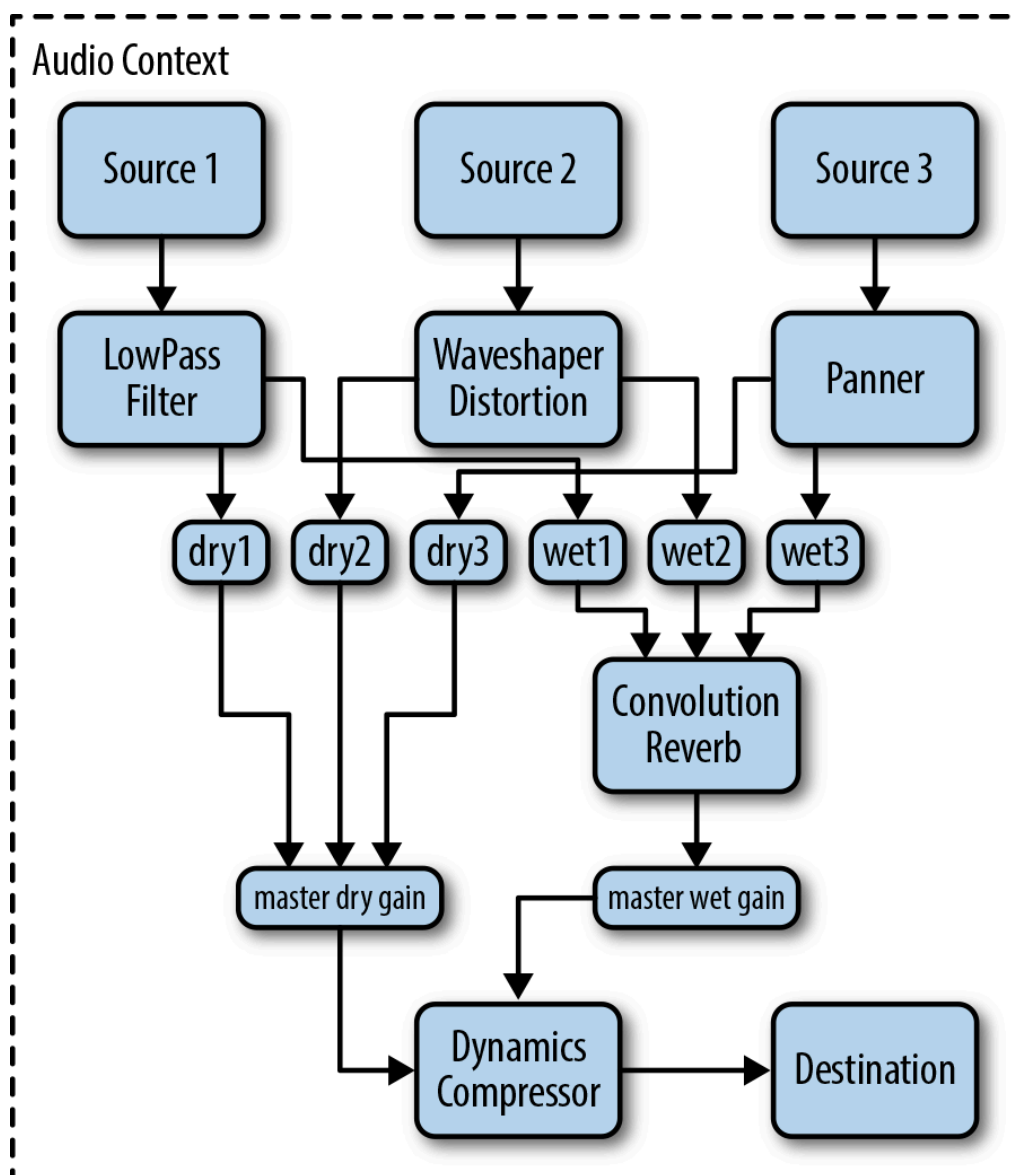 Audio Context
Source 1
Source 2
Source 3
LowPass
Filter
Waveshaper
Distortion
Panner
dry1
dry2
dry3
wet1
wet2
wet3
Convolution
Reverb
master dry gain
master wet gain
Dynamics
Compressor
Destination